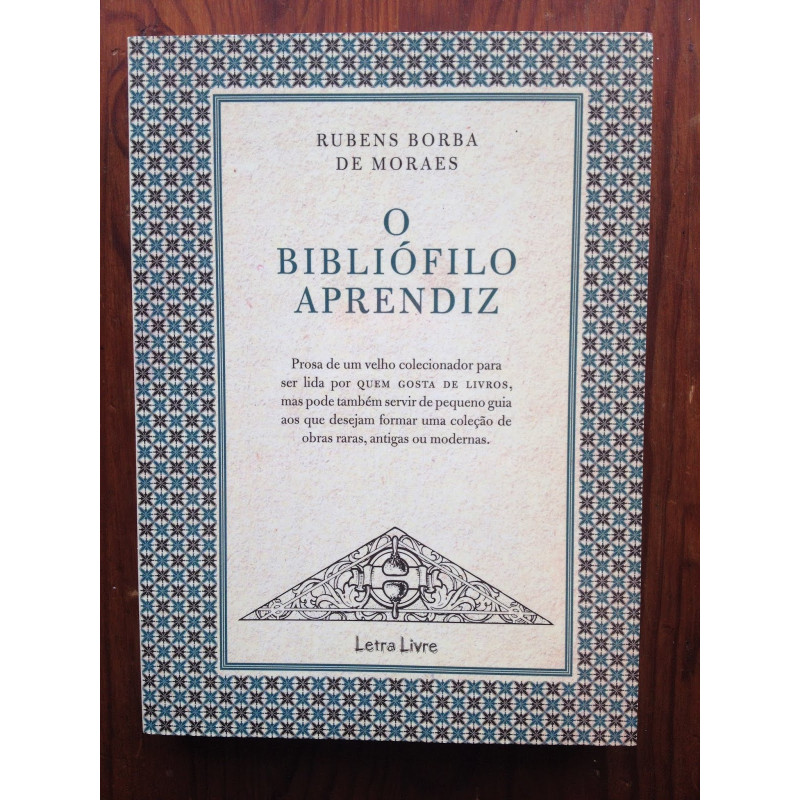 RUBENS BORBA
DE MORAES
O
BIBLIÓFILO
APRENDIZ
Prosa de um velho colecionador para
ser lida por QUEM GOSTA DE LIVROS,
mas pode também servir de pequeno guia
aos que desejam formar uma coleção de
obras raras, antigas ou modernas.
Letra Livre